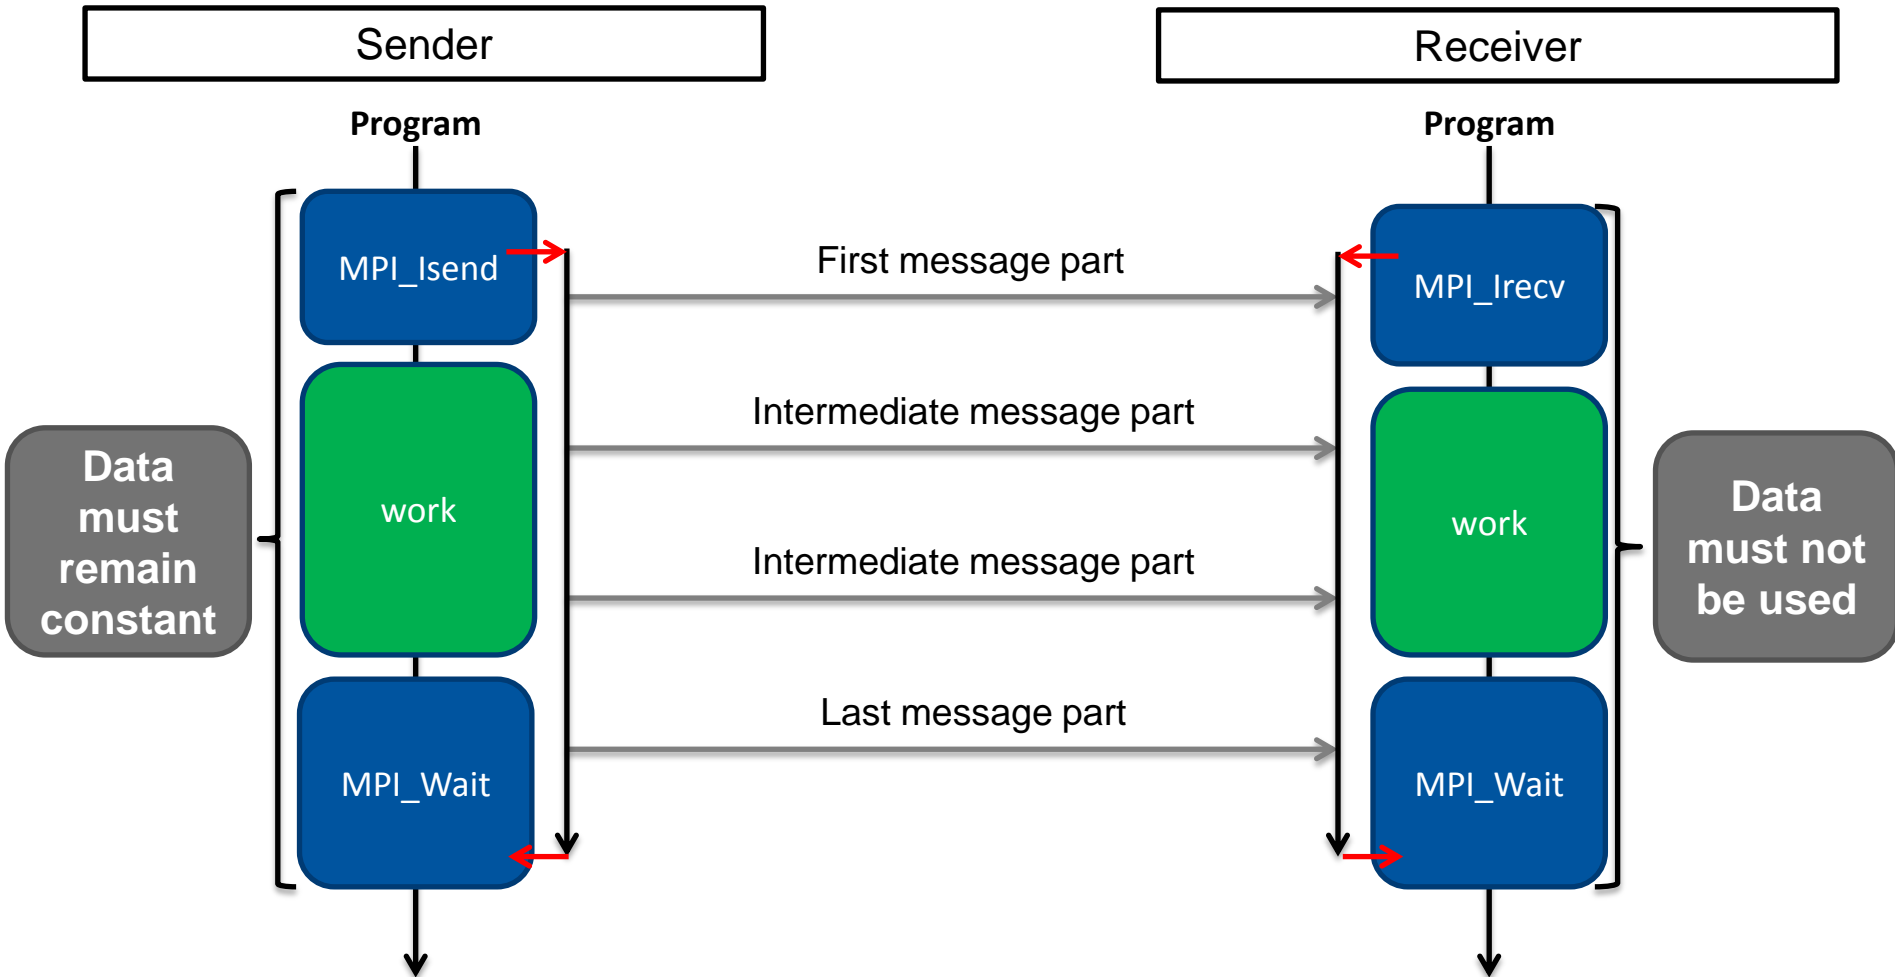 Sender
Receiver
Program
Program
MPI_Isend
First message part
MPI_Irecv
Intermediate message part
Data
must
remain
constant
work
Intermediate message part
work
Data
must not
be used
Last message part
MPI_Wait
MPI_Wait